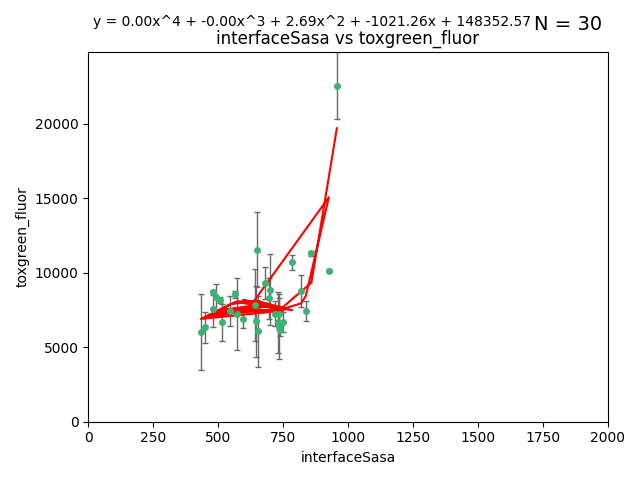 y = 0.00x^4 + -0.00x^3 + 2.69x^2 + -1021.26x + 148352.57
N = 30
interfaceSasa vs toxgreen_fluor
20000
15000
10000
5000
0
toxgreen_fluor
0 250 500 750 1000 1250 1500 1750 2000
interfaceSasa